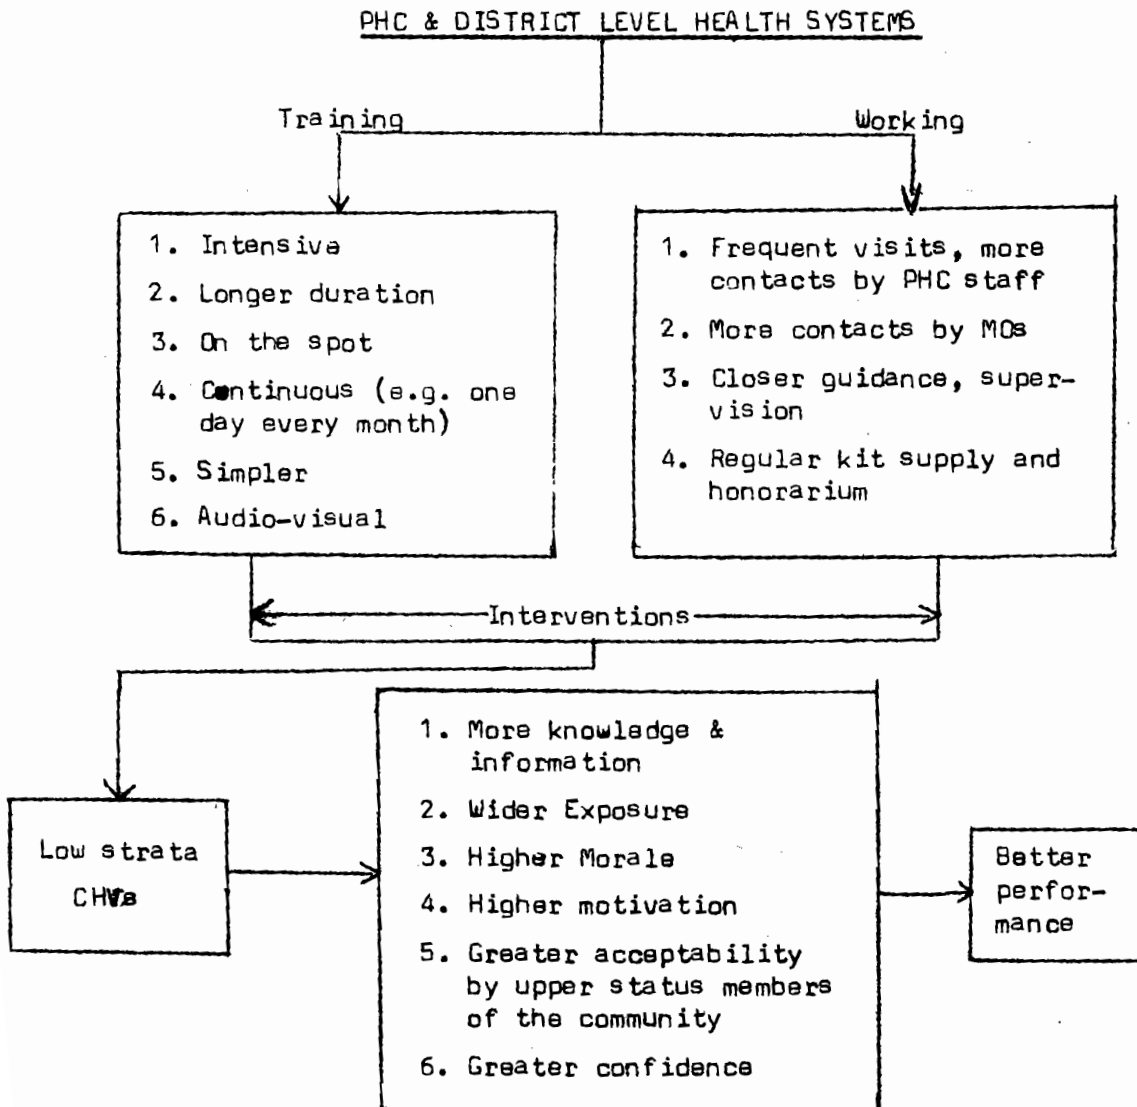 PHC & DISTRICT LEVEL HEALTH SYSTEMS
Training
Working
1. Intensive
2. Longer duration
3. On the spot
4. Continuous (e.g. one
day every month)
5. Simpler
6. Audio-visual
1. Frequent visits, more
contacts by PHC staff
2. More contacts by MOs
3. Closer guidance, super-
vision
4. Regular kit supply and
honorarium
Interventions
Low strata
CHVs
1. More knowledge &
information
2. Wider Exposure
3. Higher Morale
4. Higher motivation
5. Greater acceptability
by upper status members
of the community
6. Greater confidence
Better
perfor-
mance